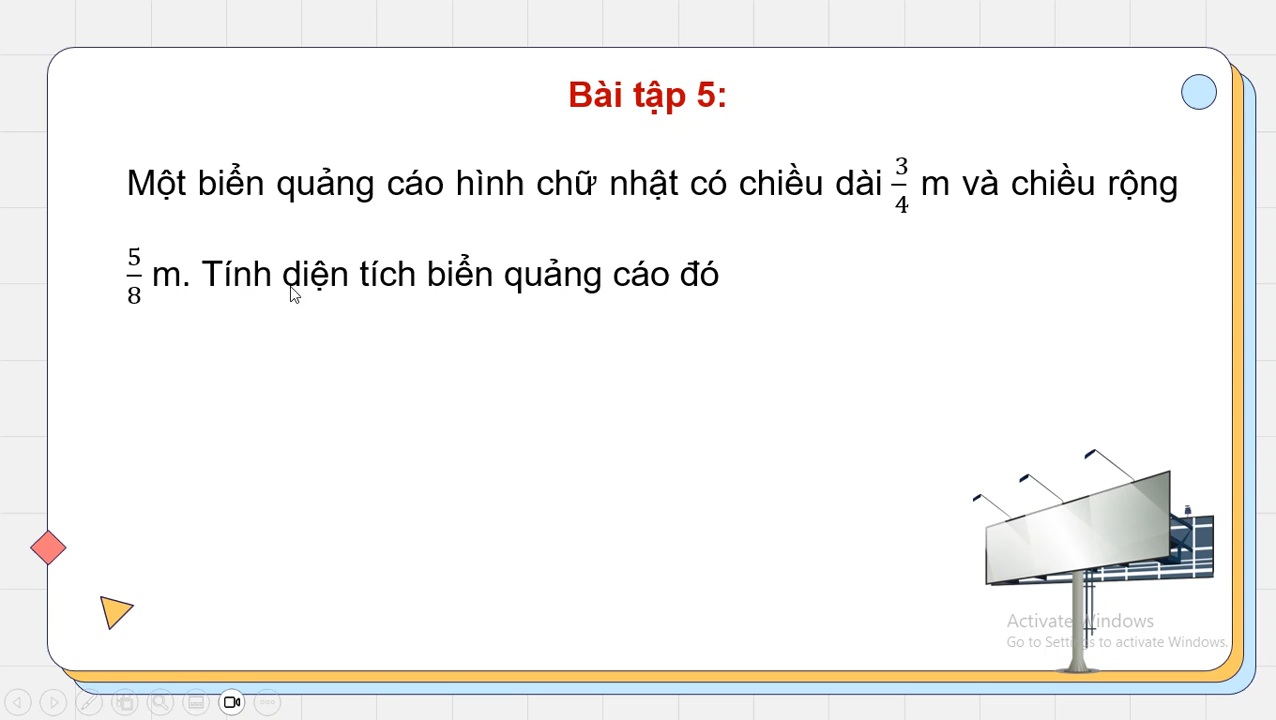 Bài tập 5:
Một biển quảng cáo hình chữ nhật có chiều dài 3/4 m và chiều rộng
5/8 m. Tính diện tích biển quảng cáo đó
Activate Windows
Go to Settings to activate Windows.